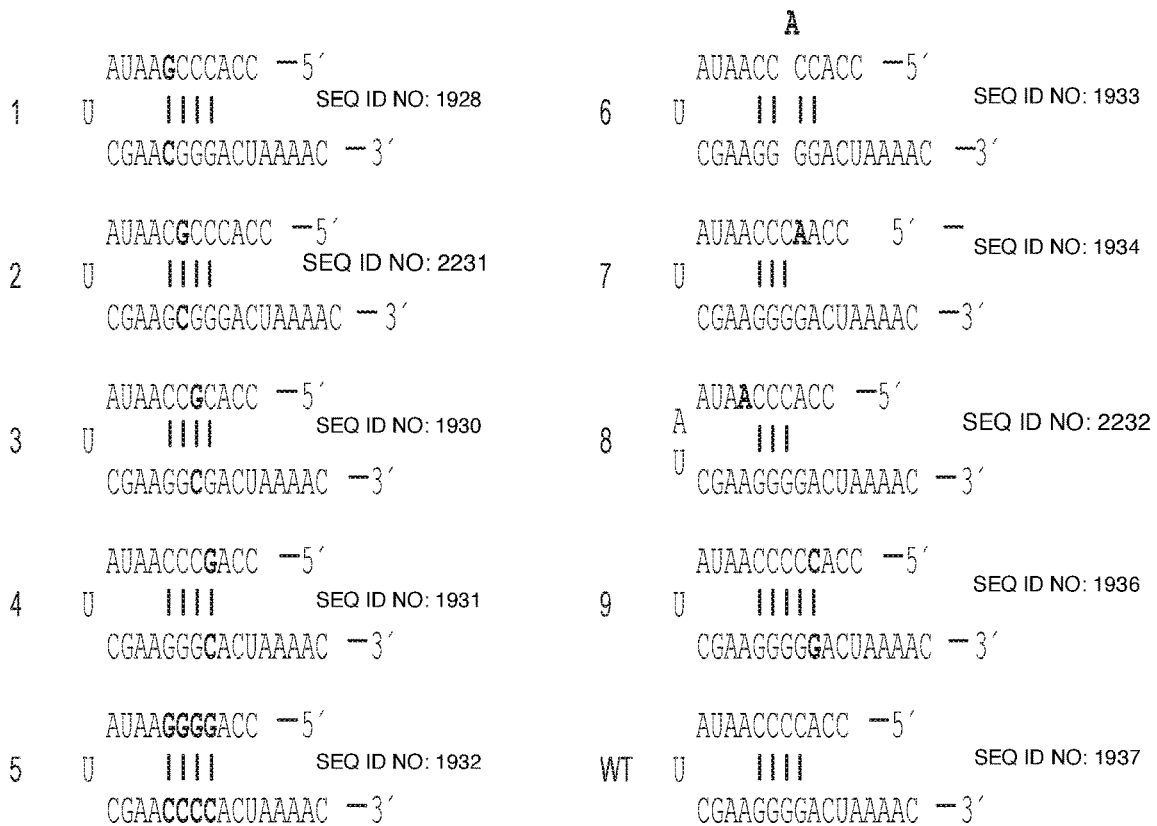 AUAAGCCCACC —5´
1 U SEQ ID NO: 1928
CGAACGGGACUAAAAC —3´
AUAACGCCCACC —5´
2 U SEQ ID NO: 2231
CGAAGCGGGACUAAAAC —3´
AUAACCGCACC —5´
3 U SEQ ID NO: 1930
CGAAGGCGACUAAAAC —3´
AUAACCCGACC —5´
4 U SEQ ID NO: 1931
CGAAGGGCACUAAAAC —3´
AUAAGGGGACC —5´
5 U SEQ ID NO: 1932
CGAACCCCACUAAAAC —3´
A
AUAACC CCACC —5´
6 U SEQ ID NO: 1933
CGAAGG GGACUAAAAC —3´
AUAACCCAACC 5´ —
7 U SEQ ID NO: 1934
CGAAGGGGACUAAAAC —3´
AUAACCCACC —5´
8 A U SEQ ID NO: 2232
CGAAGGGGACUAAAAC —3´
AUAACCCCCACC —5´
9 U SEQ ID NO: 1936
CGAAGGGGGACUAAAAC —3´
AUAACCCCACC —5´
WT U SEQ ID NO: 1937
CGAAGGGGACUAAAAC —3´